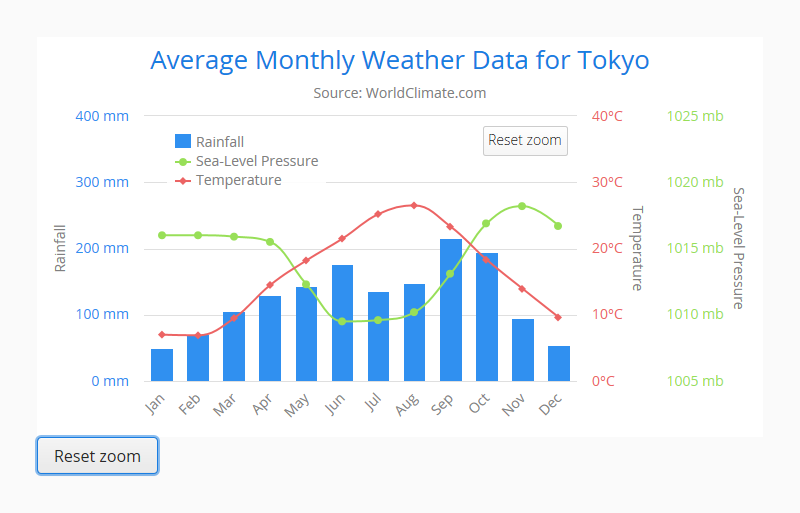 Average Monthly Weather Data for Tokyo
Source: WorldClimate.com
400 mm
300 mm
200 mm
100 mm
0 mm
Rainfall
Rainfall
Sea-Level Pressure
Temperature
Reset zoom
40°C
30°C
20°C
10°C
0°C
Temperature
1025 mb
1020 mb
1015 mb
1010 mb
1005 mb
Sea-Level Pressure
Jan
Feb
Mar
Apr
May
Jun
Jul
Aug
Sep
Oct
Nov
Dec
Reset zoom